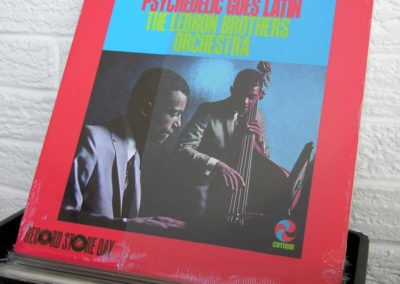 PSYCHEDELIC GOES LATIN
THE LEBRON BROTHERS
ORCHESTRA
COTIQUE
RECORD STORE DAY